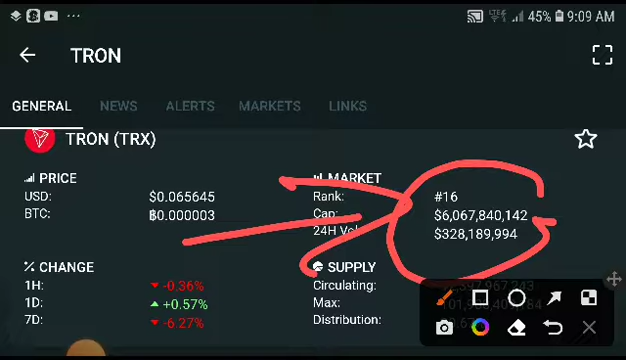 45% 9:09 AM
TRON
GENERAL NEWS ALERTS MARKETS LINKS
TRON (TRX)
PRICE
USD: $0.065645
BTC: ฿0.000003
MARKET
Rank: #16
Cap: $6,067,840,142
24H Vol $328,189,994
% CHANGE
1H: -0.36%
1D: +0.57%
7D: -6.27%
SUPPLY
Circulating:
Max:
Distribution: